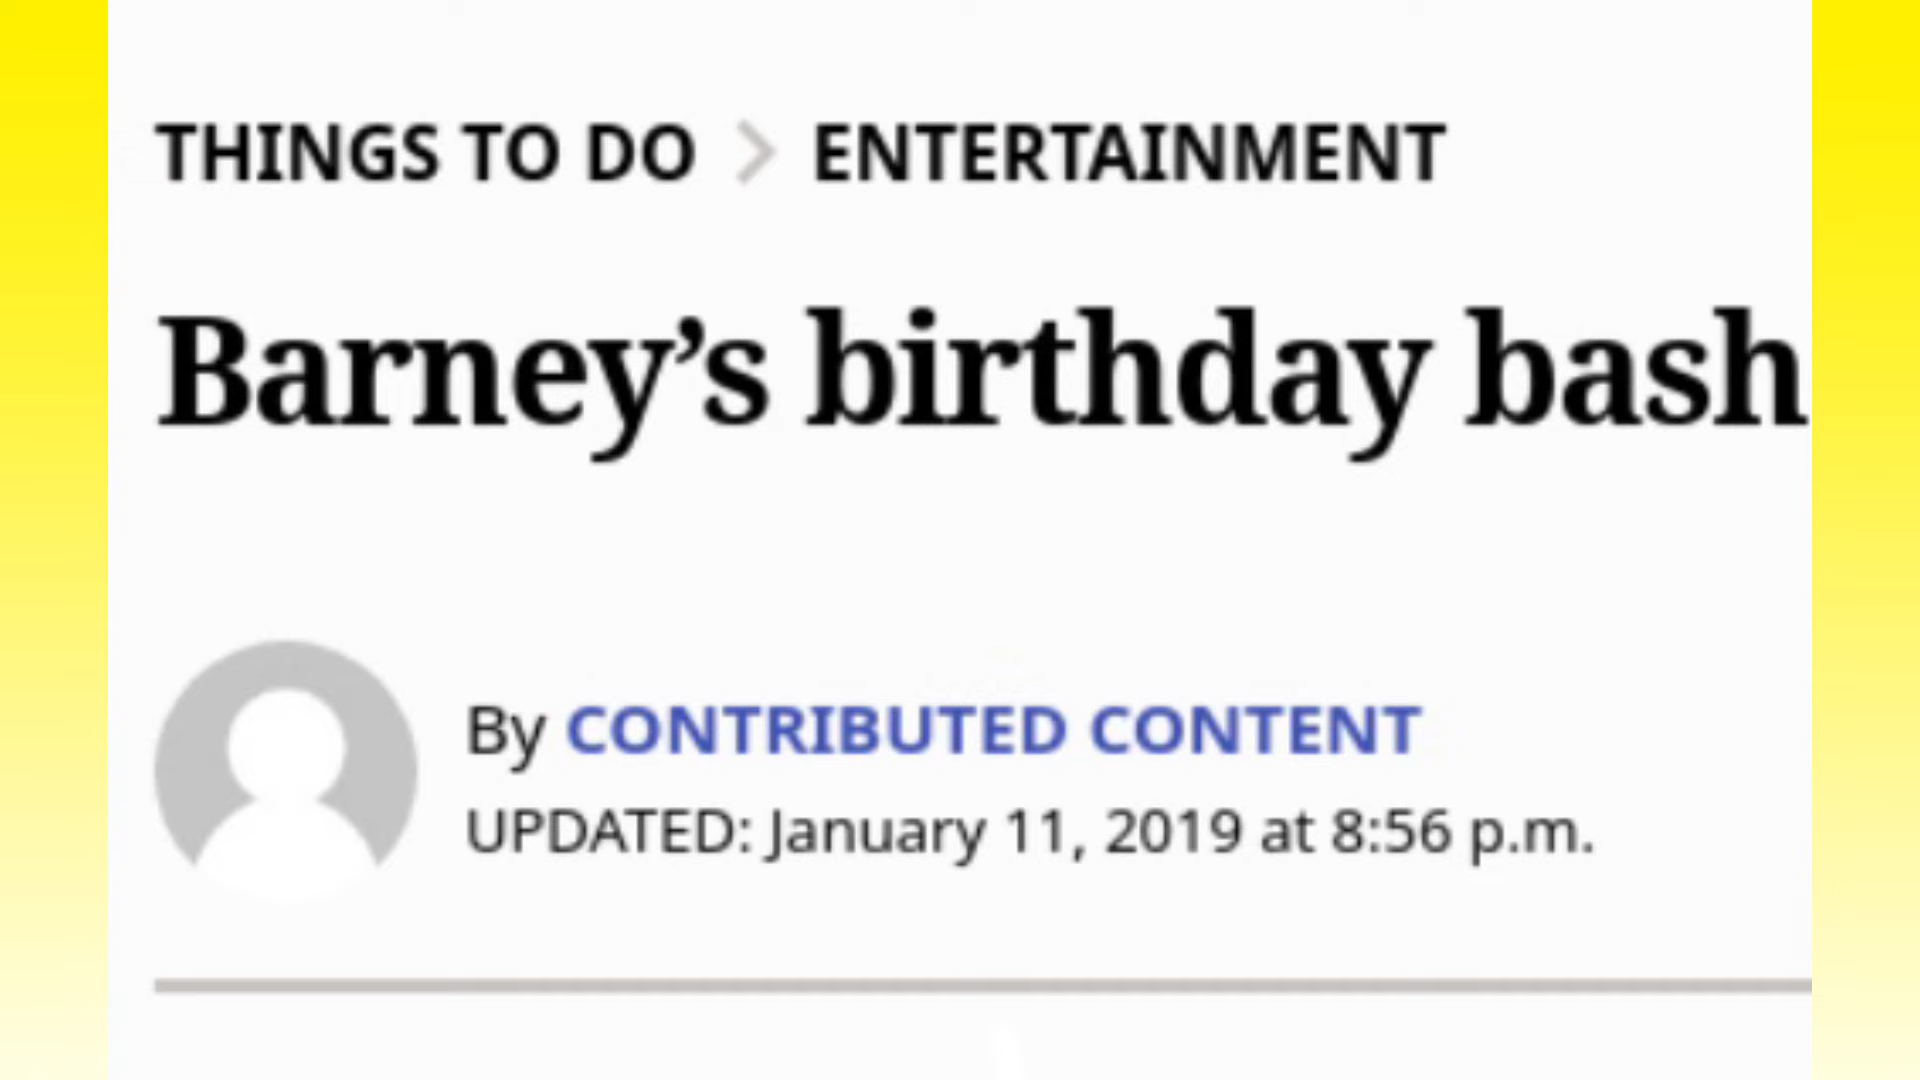 THINGS TO DO > ENTERTAINMENT
Barney’s birthday bash
By CONTRIBUTED CONTENT
UPDATED: January 11, 2019 at 8:56 p.m.